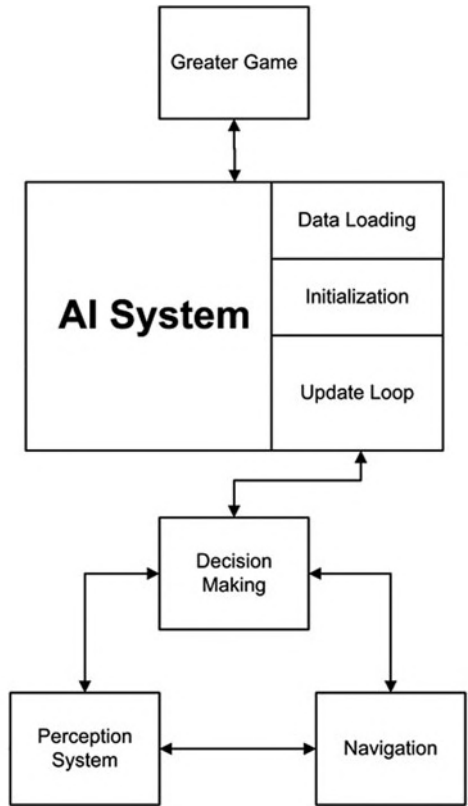 Greater Game
Data Loading
AI System
Initialization
Update Loop
Decision
Making
Perception
System
Navigation